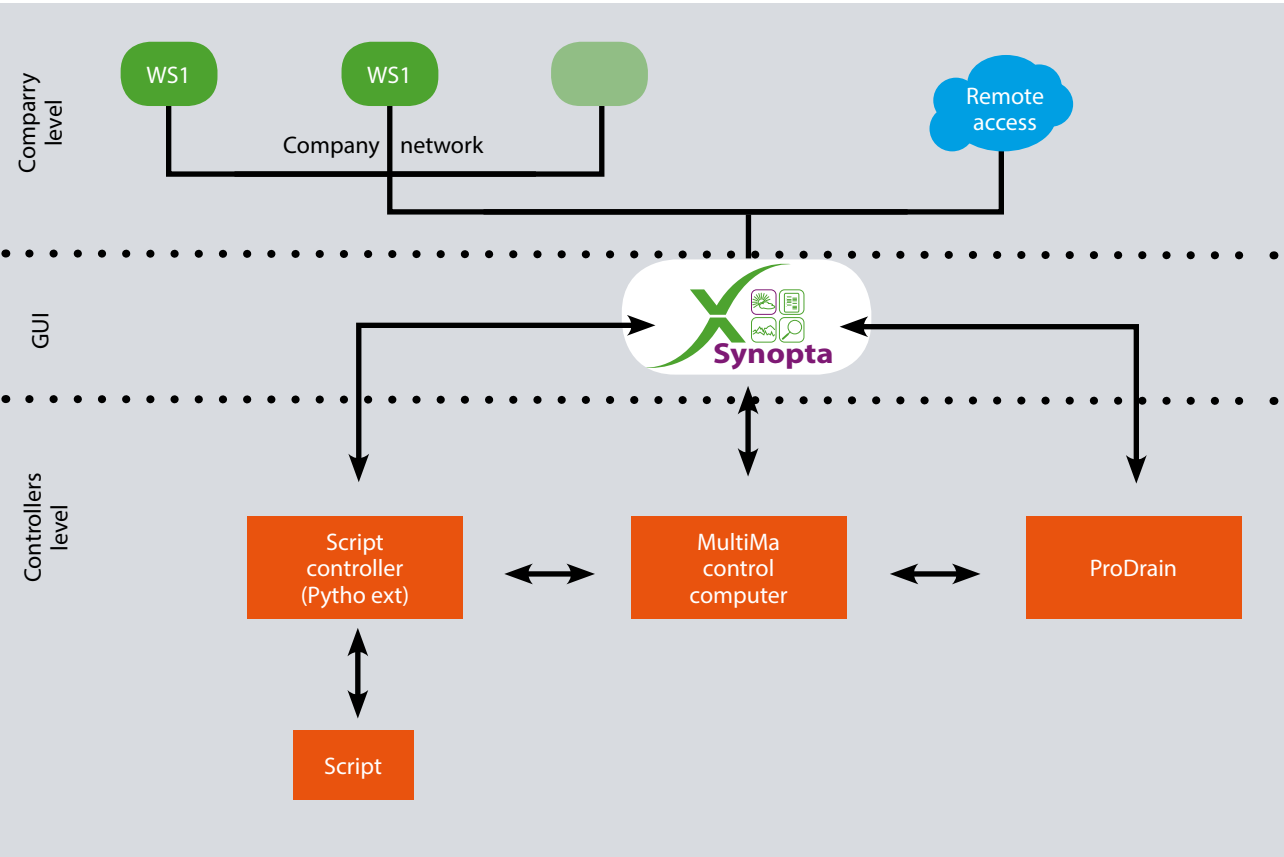 Comparry
level
WS1
WS1
Company network
Remote
access
GUI
Synopta
Controllers
level
Script
controller
(Pytho ext)
MultiMa
control
computer
ProDrain
Script